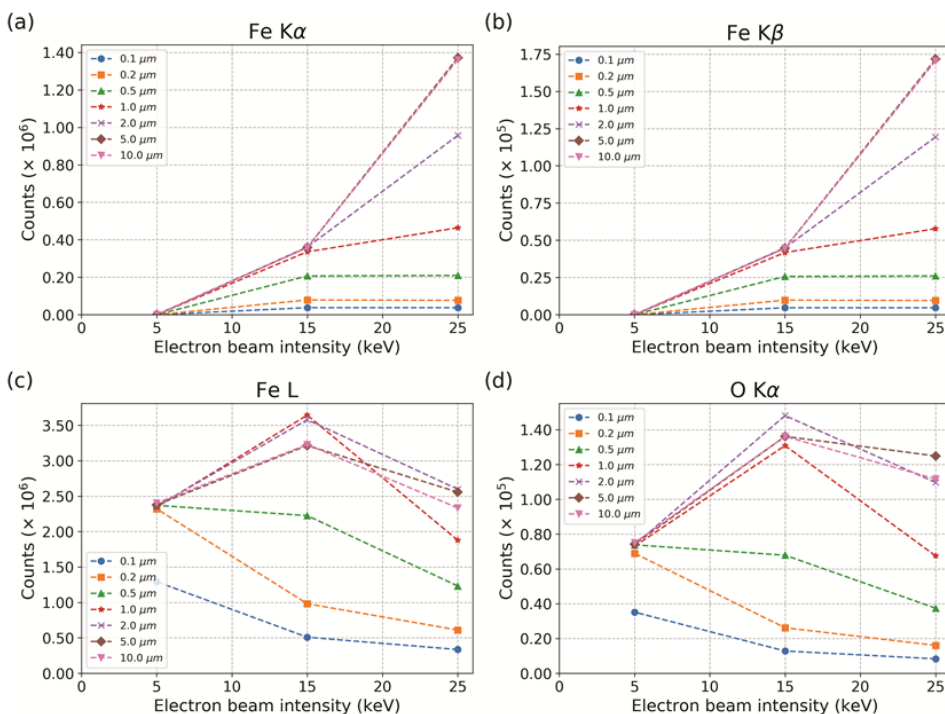 (a)
Fe Kα
Counts (× 10⁶)
1.40
1.20
1.00
0.80
0.60
0.40
0.20
0.00
0.1 μm
0.2 μm
0.5 μm
1.0 μm
2.0 μm
5.0 μm
10.0 μm
0 5 10 15 20 25
Electron beam intensity (keV)
(b)
Fe Kβ
Counts (× 10⁵)
1.75
1.50
1.25
1.00
0.75
0.50
0.25
0.00
0.1 μm
0.2 μm
0.5 μm
1.0 μm
2.0 μm
5.0 μm
10.0 μm
0 5 10 15 20 25
Electron beam intensity (keV)
(c)
Fe L
Counts (× 10⁶)
3.50
3.00
2.50
2.00
1.50
1.00
0.50
0.00
0.1 μm
0.2 μm
0.5 μm
1.0 μm
2.0 μm
5.0 μm
10.0 μm
0 5 10 15 20 25
Electron beam intensity (keV)
(d)
O Kα
Counts (× 10⁵)
1.40
1.20
1.00
0.80
0.60
0.40
0.20
0.00
0.1 μm
0.2 μm
0.5 μm
1.0 μm
2.0 μm
5.0 μm
10.0 μm
0 5 10 15 20 25
Electron beam intensity (keV)